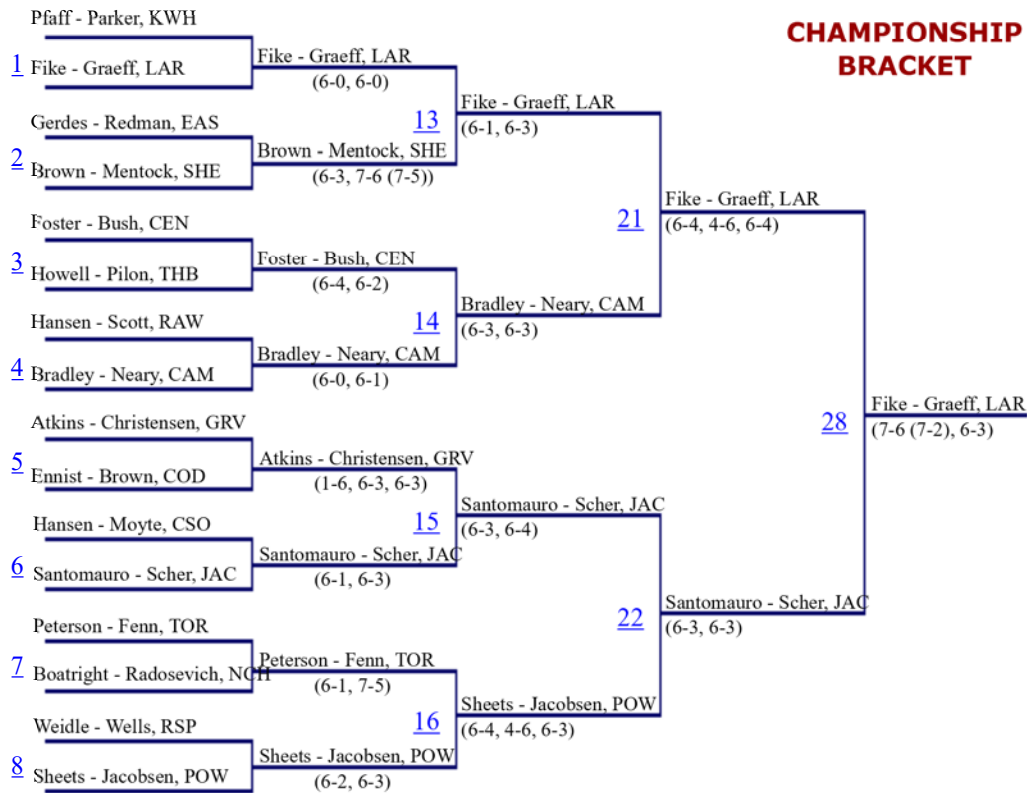 CHAMPIONSHIP
BRACKET
Pfaff - Parker, KWH
1
Fike - Graeff, LAR
Gerdes - Redman, EAS
2
Brown - Mentock, SHE
Foster - Bush, CEN
3
Howell - Pilon, THB
Hansen - Scott, RAW
4
Bradley - Neary, CAM
Atkins - Christensen, GRV
5
Ennist - Brown, COD
Hansen - Moyte, CSO
6
Santomauro - Scher, JAC
Peterson - Fenn, TOR
7
Boatright - Radosevich, NCH
Weidle - Wells, RSP
8
Sheets - Jacobsen, POW
Fike - Graeff, LAR
(6-0, 6-0)
13
Brown - Mentock, SHE
(6-3, 7-6 (7-5))
Foster - Bush, CEN
(6-4, 6-2)
14
Bradley - Neary, CAM
(6-0, 6-1)
Atkins - Christensen, GRV
(1-6, 6-3, 6-3)
15
Santomauro - Scher, JAC
(6-1, 6-3)
Peterson - Fenn, TOR
(6-1, 7-5)
16
Sheets - Jacobsen, POW
(6-2, 6-3)
Fike - Graeff, LAR
(6-1, 6-3)
21
Bradley - Neary, CAM
(6-3, 6-3)
Santomauro - Scher, JAC
(6-3, 6-4)
22
Sheets - Jacobsen, POW
(6-4, 4-6, 6-3)
Fike - Graeff, LAR
(6-4, 4-6, 6-4)
28
Santomauro - Scher, JAC
(6-3, 6-3)
Fike - Graeff, LAR
(7-6 (7-2), 6-3)